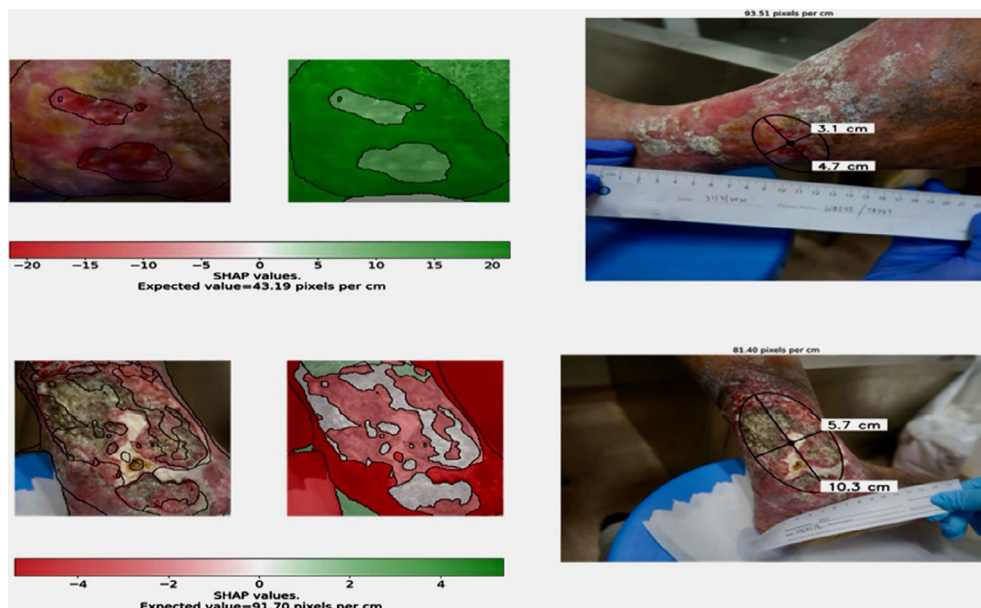 93.51 pixels per cm
3.1 cm
4.7 cm
−20 −15 −10 −5 0 5 10 15 20
SHAP values.
Expected value=43.19 pixels per cm
81.40 pixels per cm
5.7 cm
10.3 cm
−4 −2 0 2 4
SHAP values.
Expected value=91.70 pixels per cm